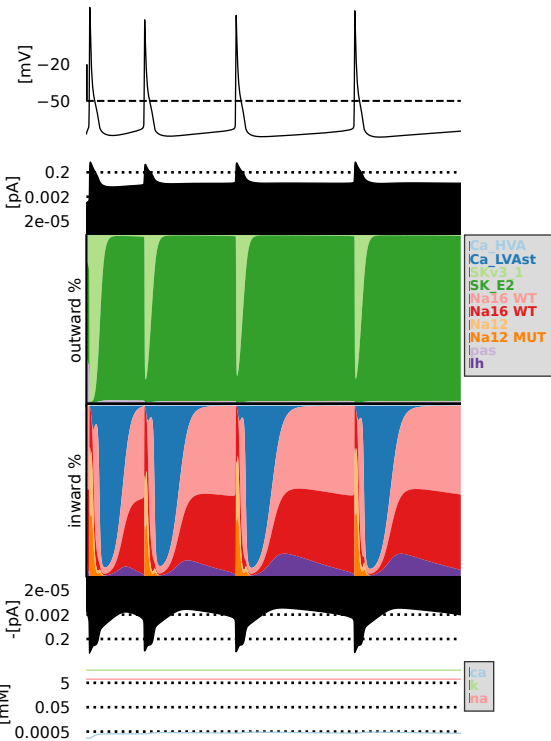 [mV]
−20
−50
[pA]
0.2
0.002
2e-05
outward %
Ca_HVA
Ca_LVAst
SKv3_1
SK_E2
Na16 WT
Na16 WT
Na12
Na12 MUT
pas
Ih
inward %
-[pA]
2e-05
0.002
0.2
[mM]
5
0.05
0.0005
ca
k
na